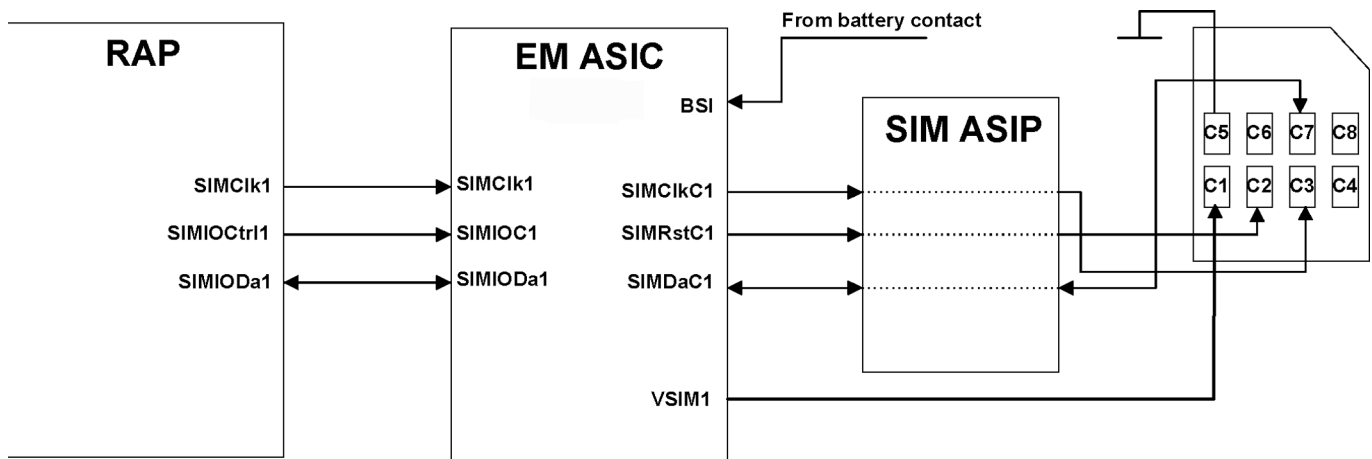 From battery contact
RAP
EM ASIC
BSI
SIM ASIP
C5 C6 C7 C8
C1 C2 C3 C4
SIMClk1
SIMIOCtrl1
SIMIODa1
SIMClk1
SIMIOC1
SIMIODa1
SIMClkC1
SIMRstC1
SIMDaC1
VSIM1